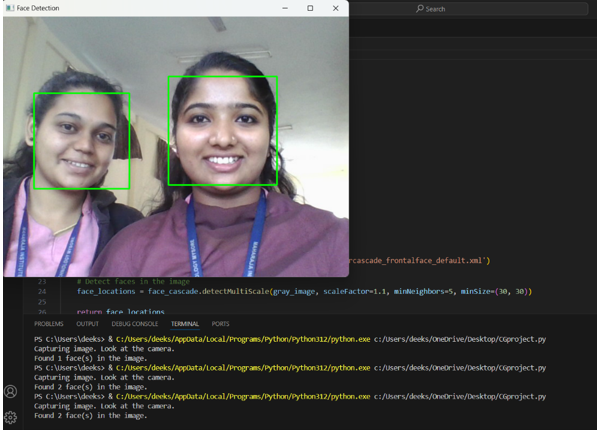 Face Detection
Search
rcascade_frontalface_default.xml')
23
# Detect faces in the image
24 face_locations = face_cascade.detectMultiScale(gray_image, scaleFactor=1.1, minNeighbors=5, minSize=(30, 30))
25
26 return face_locations
PROBLEMS OUTPUT DEBUG CONSOLE TERMINAL PORTS
PS C:\Users\deeks> & C:/Users/deeks/AppData/Local/Programs/Python/Python312/python.exe c:/Users/deeks/OneDrive/Desktop/CGproject.py
Capturing image. Look at the camera.
Found 1 face(s) in the image.
PS C:\Users\deeks> & C:/Users/deeks/AppData/Local/Programs/Python/Python312/python.exe c:/Users/deeks/OneDrive/Desktop/CGproject.py
Capturing image. Look at the camera.
Found 2 face(s) in the image.
PS C:\Users\deeks> & C:/Users/deeks/AppData/Local/Programs/Python/Python312/python.exe c:/Users/deeks/OneDrive/Desktop/CGproject.py
Capturing image. Look at the camera.
Found 2 face(s) in the image.